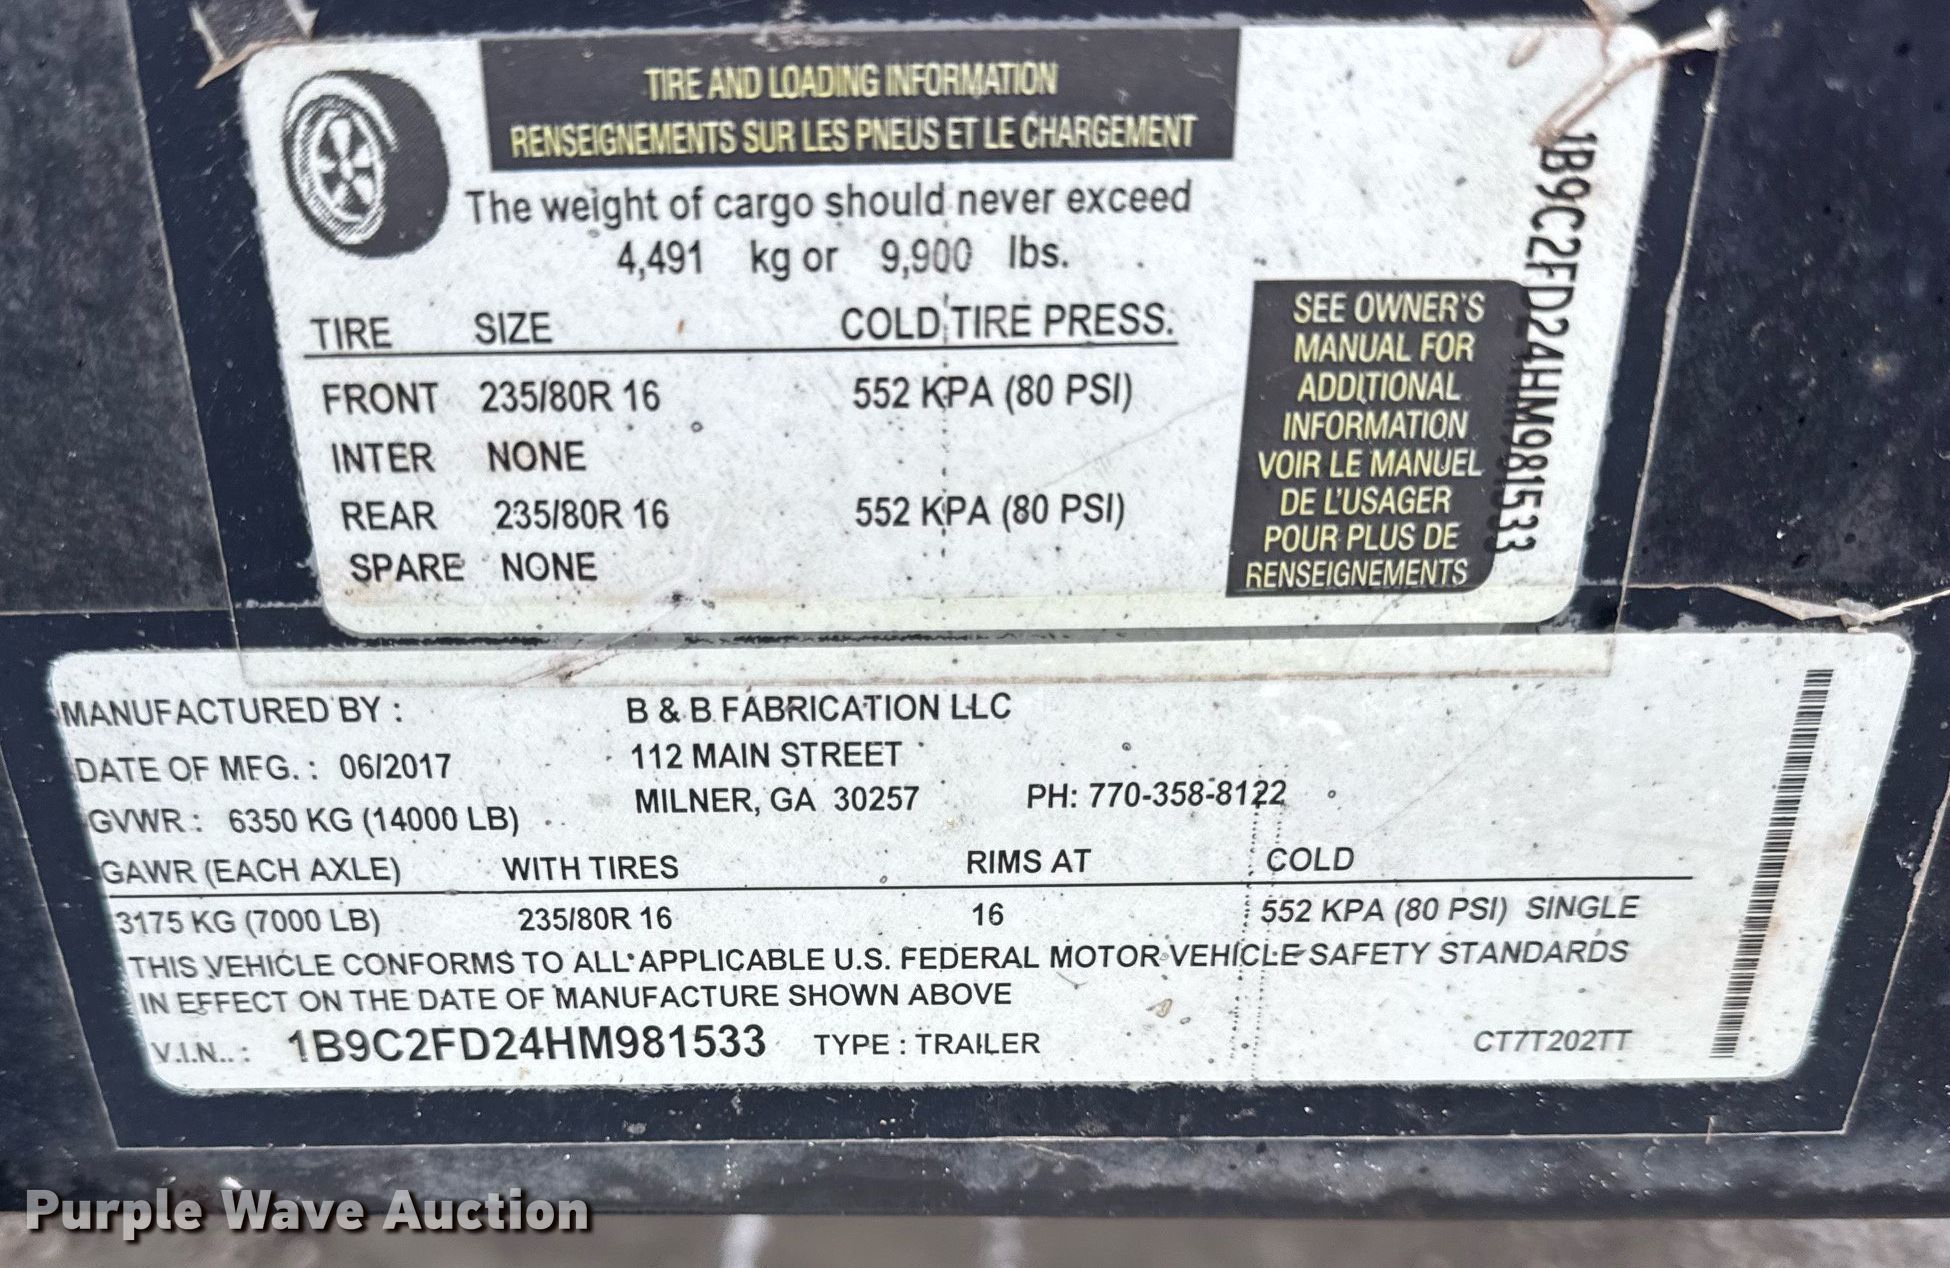 TIRE AND LOADING INFORMATION
RENSEIGNEMENTS SUR LES PNEUS ET LE CHARGEMENT
The weight of cargo should never exceed
4,491 kg or 9,900 lbs.
TIRE SIZE COLD TIRE PRESS.
FRONT 235/80R 16 552 KPA (80 PSI)
INTER NONE
REAR 235/80R 16 552 KPA (80 PSI)
SPARE NONE
SEE OWNER'S
MANUAL FOR
ADDITIONAL
INFORMATION
VOIR LE MANUEL
DE L'USAGER
POUR PLUS DE
RENSEIGNEMENTS
1B9C2FD24HM981533
MANUFACTURED BY : B & B FABRICATION LLC
112 MAIN STREET
DATE OF MFG. : 06/2017
MILNER, GA 30257 PH: 770-358-8122
GVWR : 6350 KG (14000 LB)
GAWR (EACH AXLE) WITH TIRES RIMS AT COLD
3175 KG (7000 LB) 235/80R 16 16 552 KPA (80 PSI) SINGLE
THIS VEHICLE CONFORMS TO ALL APPLICABLE U.S. FEDERAL MOTOR VEHICLE SAFETY STANDARDS
IN EFFECT ON THE DATE OF MANUFACTURE SHOWN ABOVE
V.I.N..: 1B9C2FD24HM981533 TYPE : TRAILER CT7T202TT
Purple Wave Auction